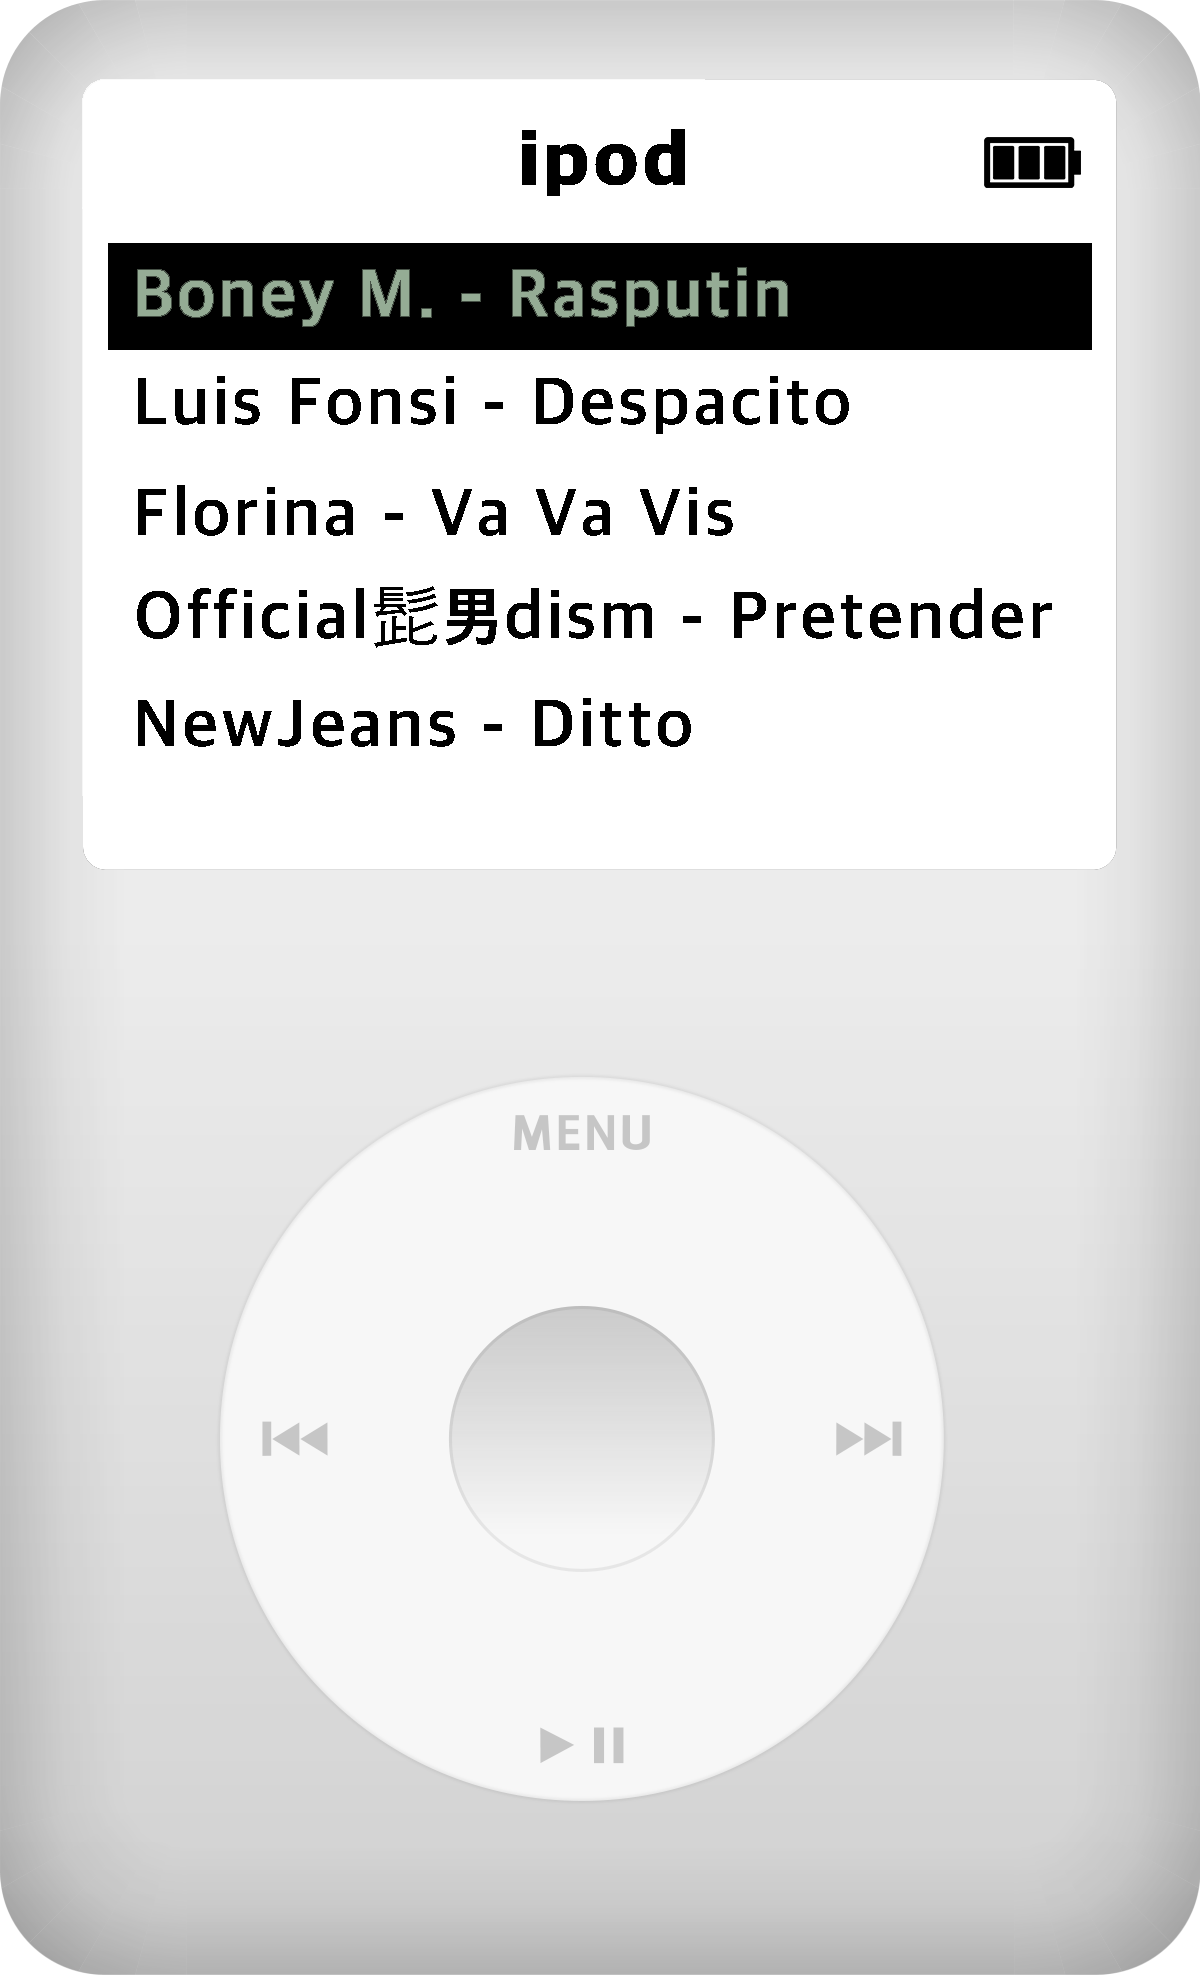 ipod
Boney M. - Rasputin
Luis Fonsi - Despacito
Florina - Va Va Vis
Official髭男dism - Pretender
NewJeans - Ditto
MENU